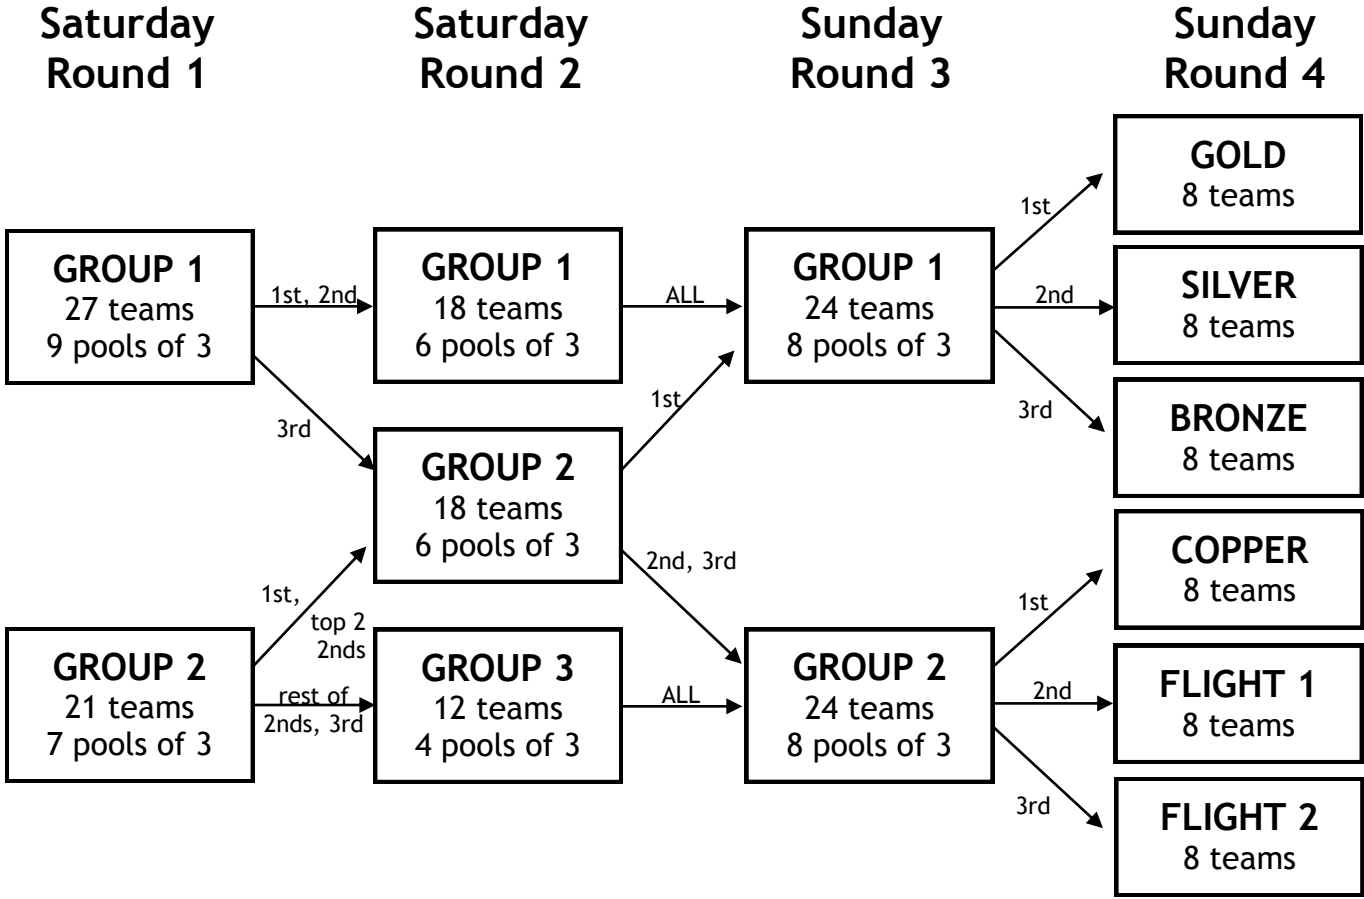 Saturday
Round 1
Saturday
Round 2
Sunday
Round 3
Sunday
Round 4
GROUP 1
27 teams
9 pools of 3
1st, 2nd
3rd
GROUP 2
21 teams
7 pools of 3
1st,
top 2
2nds
rest of
2nds, 3rd
GROUP 1
18 teams
6 pools of 3
ALL
GROUP 2
18 teams
6 pools of 3
1st
2nd, 3rd
GROUP 3
12 teams
4 pools of 3
ALL
GROUP 1
24 teams
8 pools of 3
1st
2nd
3rd
GROUP 2
24 teams
8 pools of 3
1st
2nd
3rd
GOLD
8 teams
SILVER
8 teams
BRONZE
8 teams
COPPER
8 teams
FLIGHT 1
8 teams
FLIGHT 2
8 teams